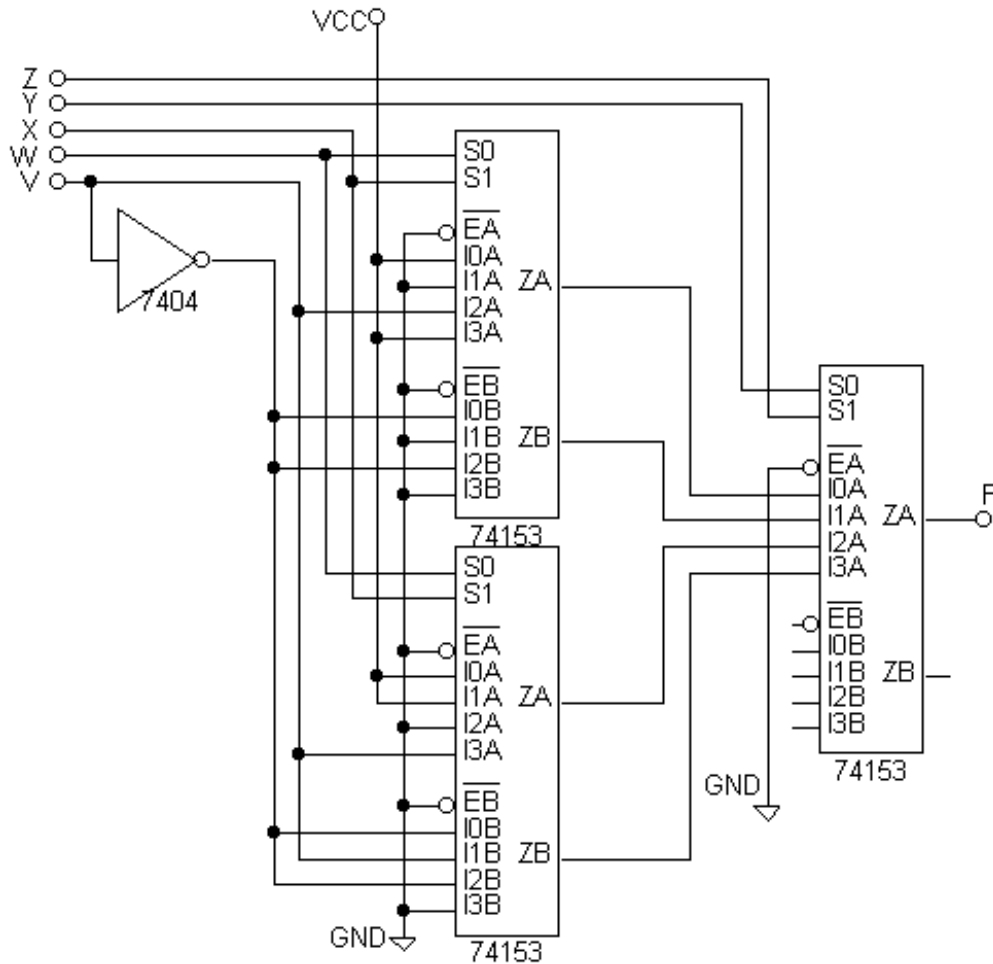 VCC
Z
Y
X
W
V
7404
S0
S1
EA
I0A
I1A
I2A
I3A
ZA
EB
I0B
I1B
I2B
I3B
ZB
74153
S0
S1
EA
I0A
I1A
I2A
I3A
ZA
EB
I0B
I1B
I2B
I3B
ZB
74153
GND
S0
S1
EA
I0A
I1A
I2A
I3A
ZA
F
EB
I0B
I1B
I2B
I3B
ZB
74153
GND